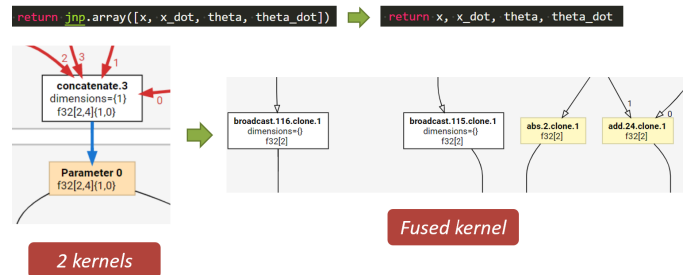 return jnp.array([x, x_dot, theta, theta_dot])
return x, x_dot, theta, theta_dot
2 3 1
concatenate.3
dimensions={1}
f32[2,4]{1,0}
0
Parameter 0
f32[2,4]{1,0}
2 kernels
broadcast.116.clone.1
dimensions={}
f32[2]
broadcast.115.clone.1
dimensions={}
f32[2]
abs.2.clone.1
f32[2]
1
0
add.24.clone.1
f32[2]
Fused kernel